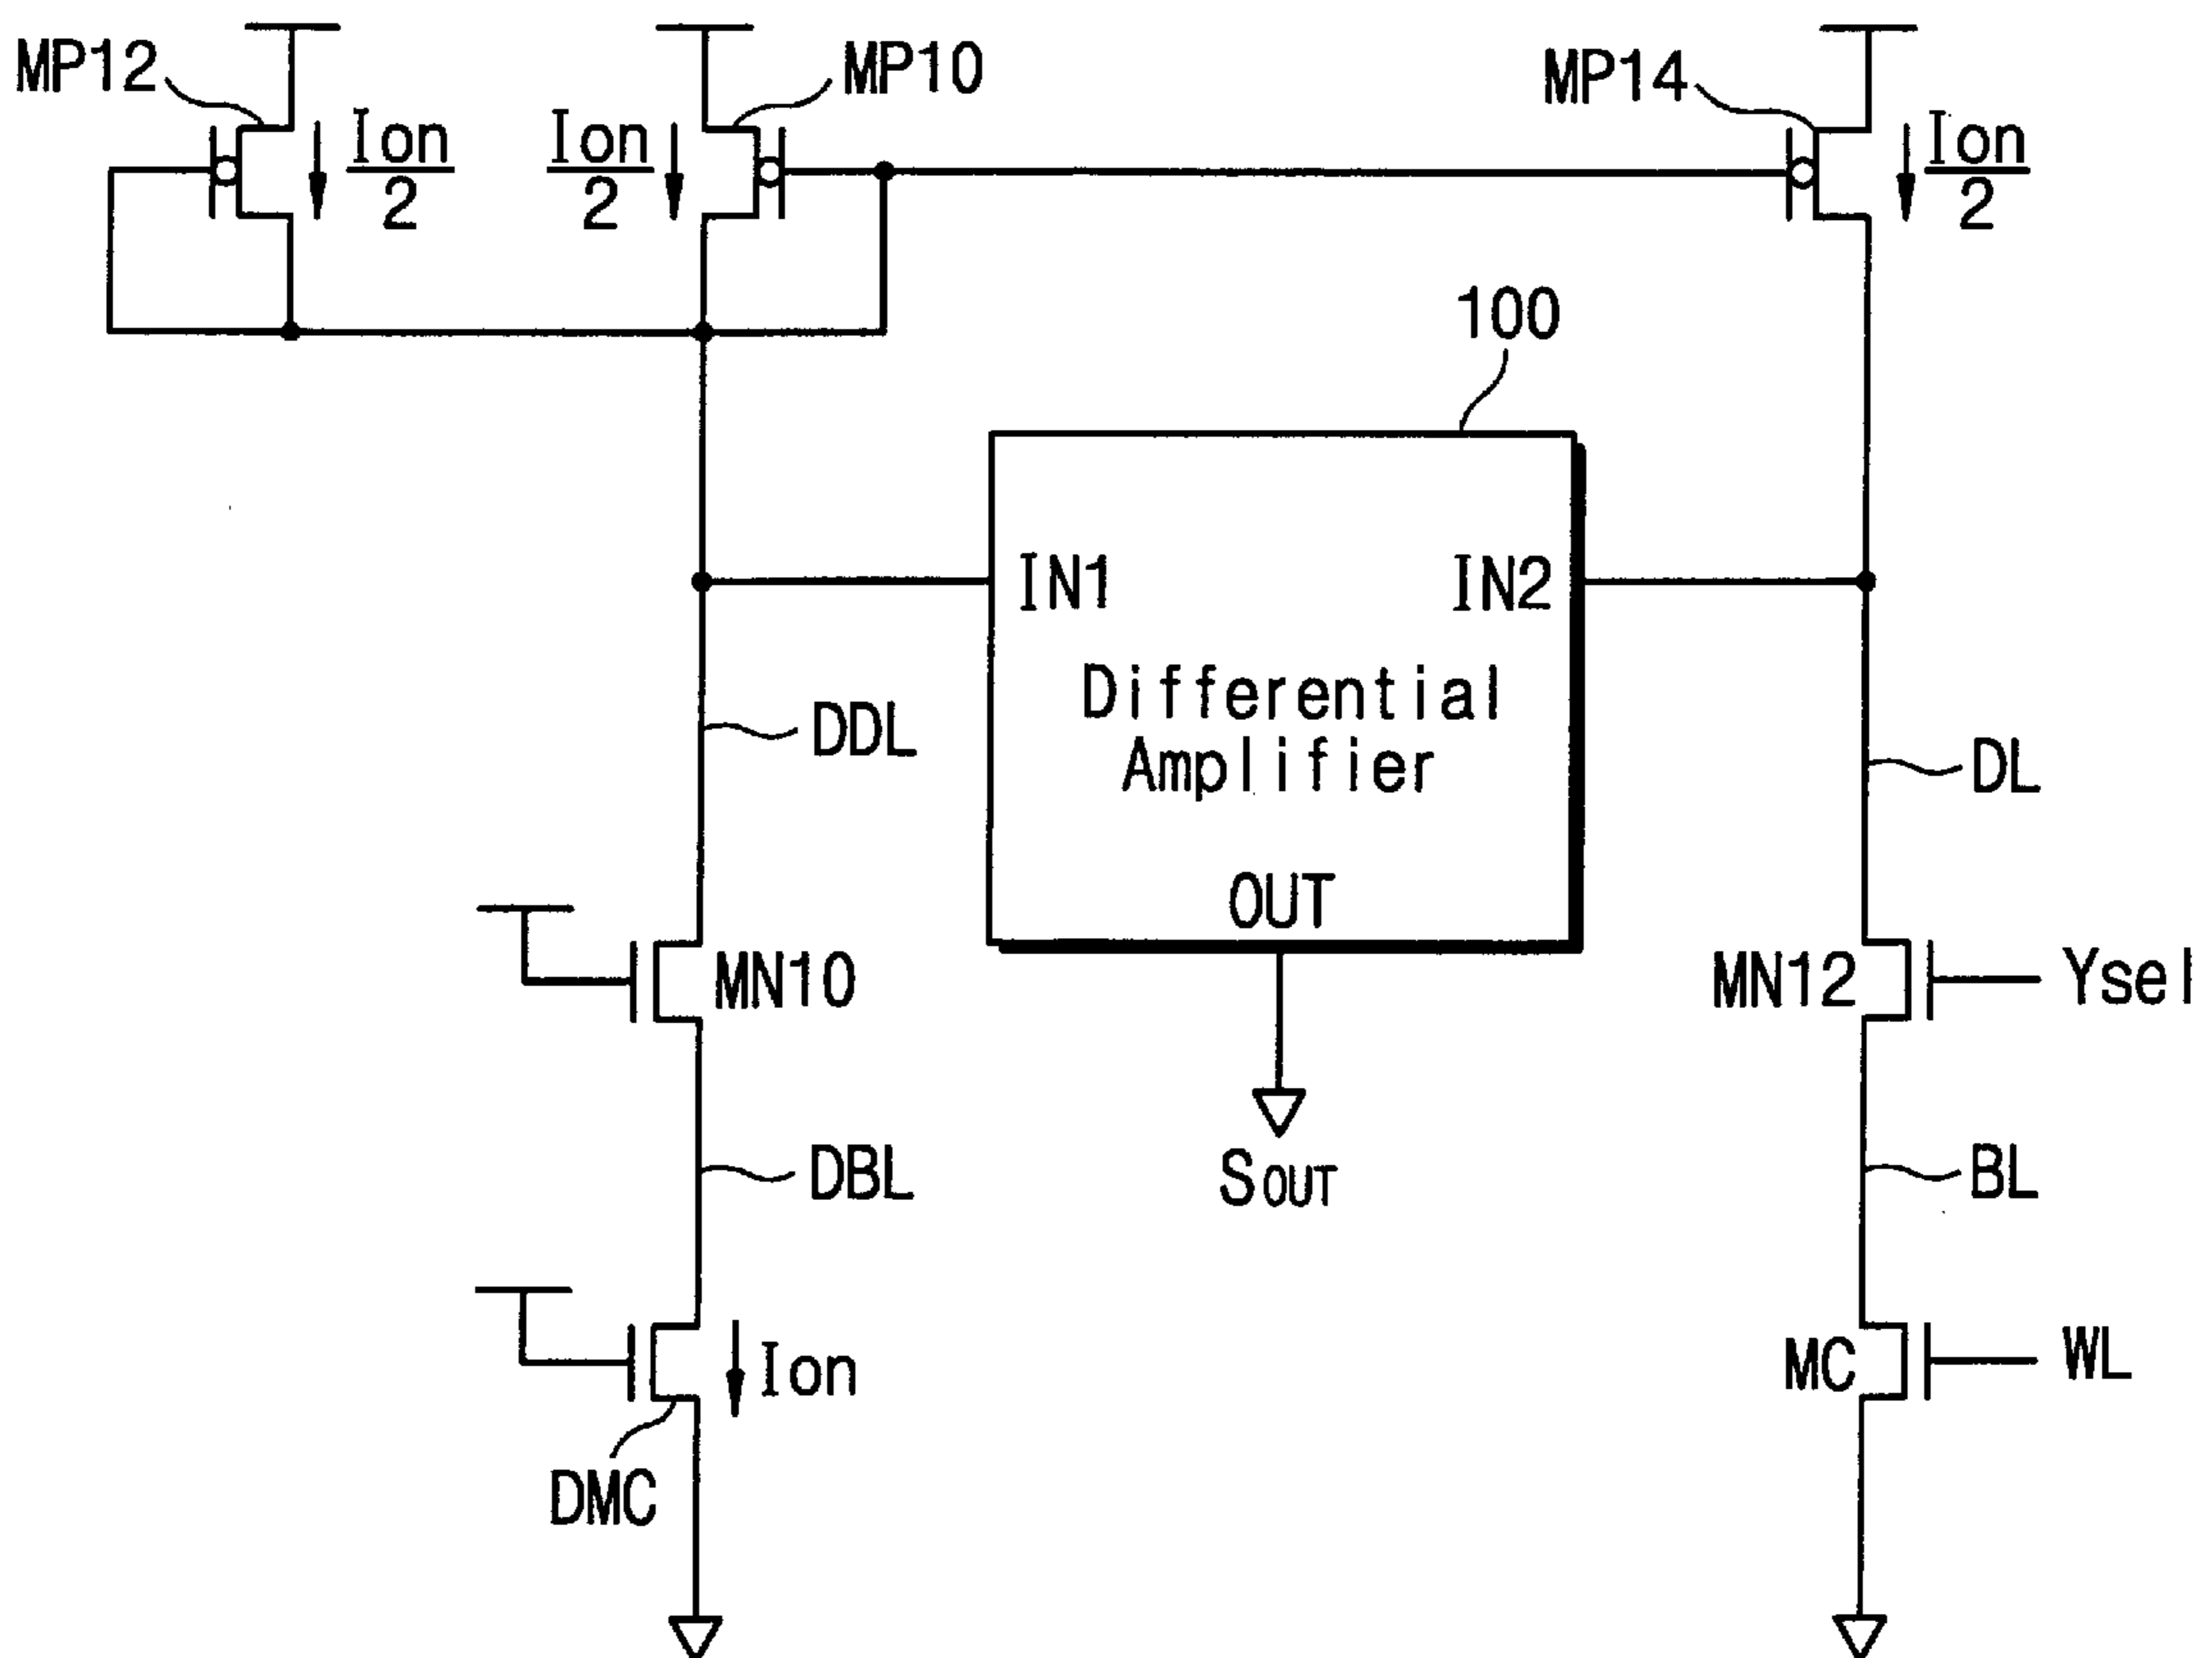 MP12
MP10
MP14
Ion
2
Ion
2
Ion
2
100
IN1
IN2
Differential
Amplifier
OUT
DDL
DL
MN10
MN12
Ysel
SOUT
DBL
BL
Ion
MC
WL
DMC